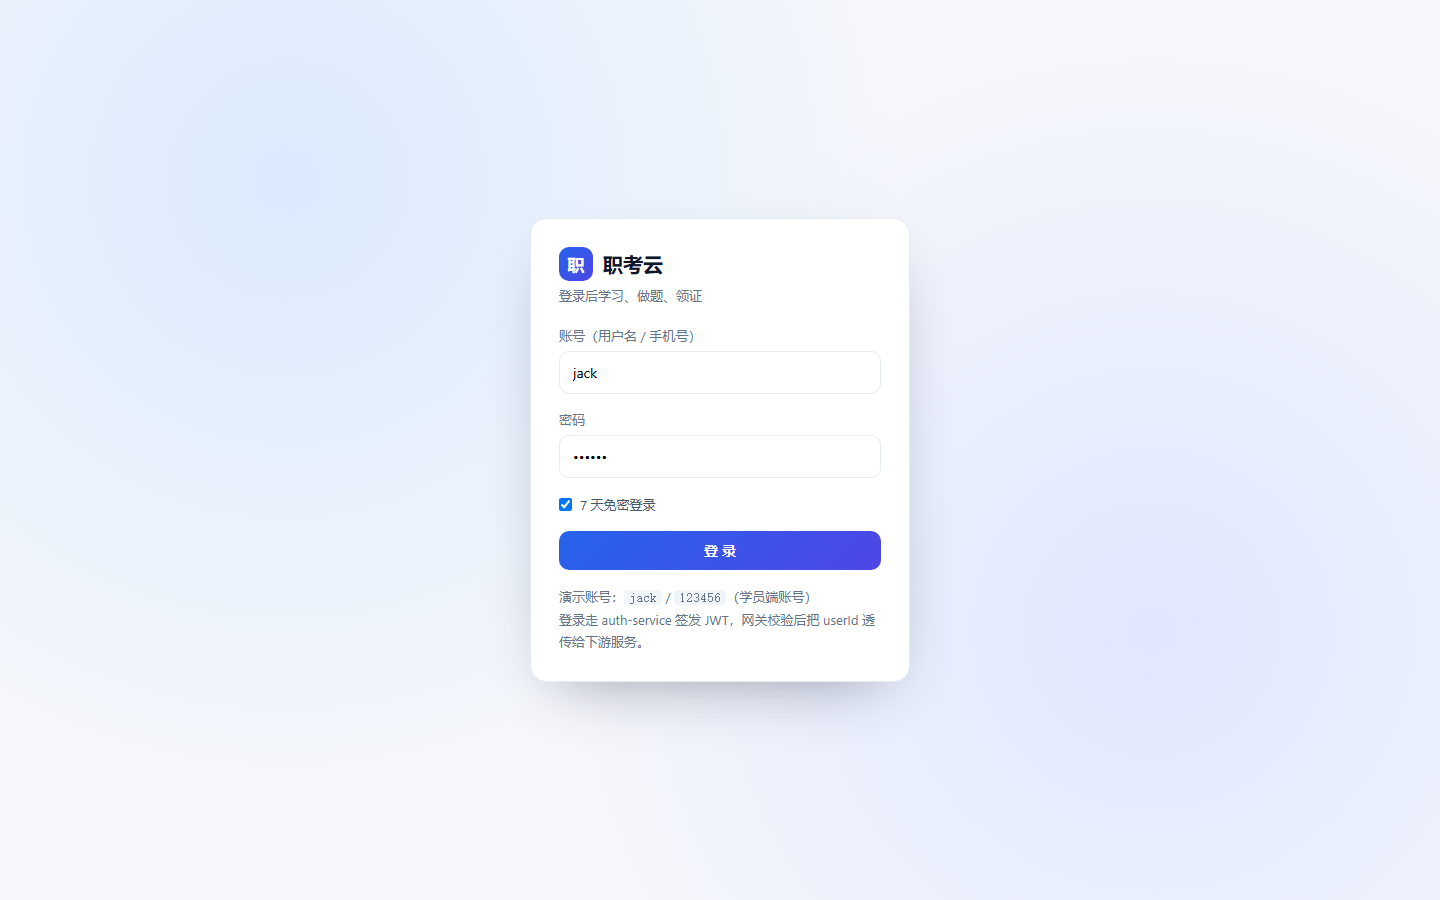 职 职考云
登录后学习、做题、领证
账号（用户名 / 手机号）
jack
密码
••••••
7 天免密登录
登 录
演示账号：jack / 123456（学员端账号）
登录走 auth-service 签发 JWT，网关校验后把 userId 透
传给下游服务。